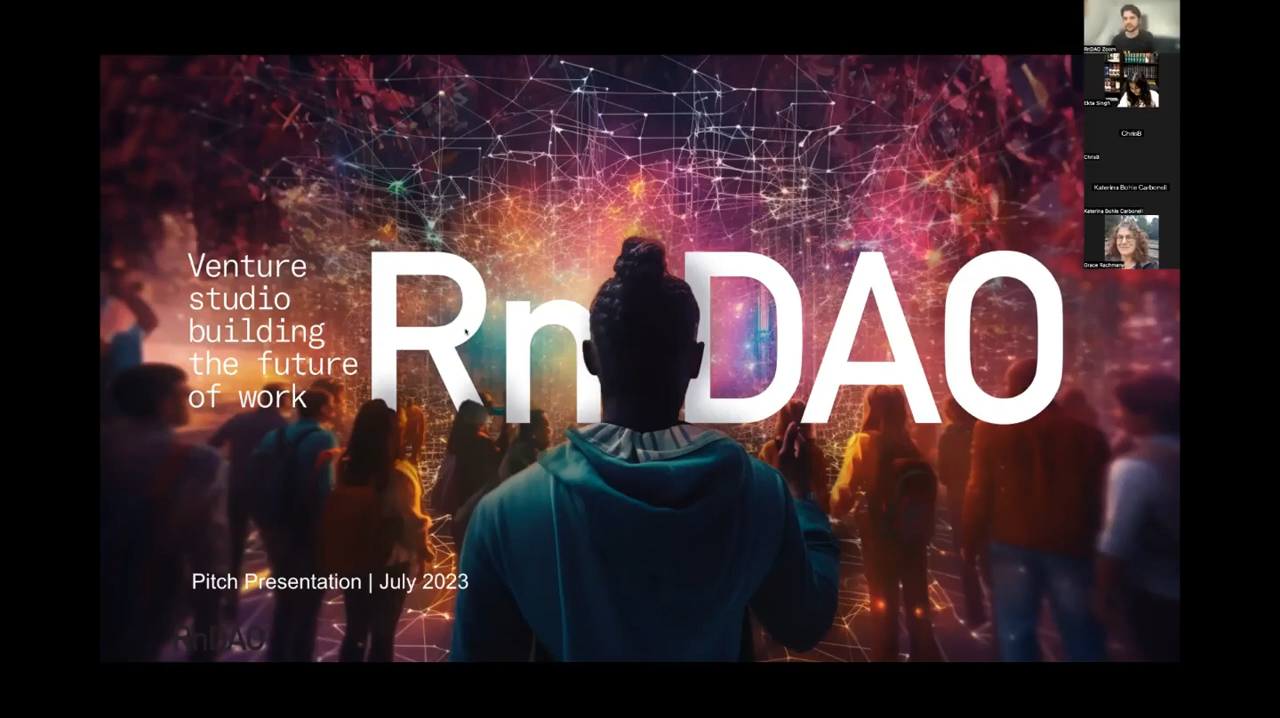 Venture
studio
building
the future
of work
RnDAO
Pitch Presentation | July 2023
RnDAO
RnDAO Zoom
Ekta Singh
ChrisB
ChrisB
Katerina Bohle Carbonell
Katerina Bohle Carbonell
Grace Rachmany